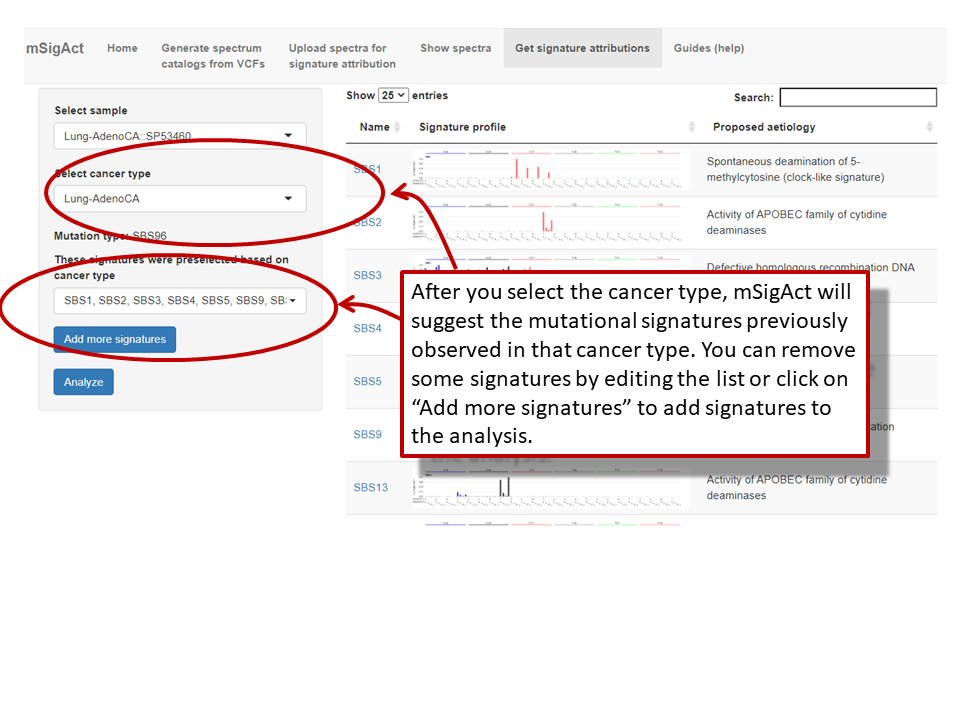 mSigAct
Home
Generate spectrum
catalogs from VCFs
Upload spectra for
signature attribution
Show spectra
Get signature attributions
Guides (help)
Select sample
Lung-AdenoCA::SP53460
Select cancer type
Lung-AdenoCA
Mutation type: SBS96
These signatures were preselected based on
cancer type
SBS1, SBS2, SBS3, SBS4, SBS5, SBS9, SB
Add more signatures
Analyze
Show 25 entries
Search:
Name
Signature profile
Proposed aetiology
SBS1
Spontaneous deamination of 5-
methylcytosine (clock-like signature)
SBS2
Activity of APOBEC family of cytidine
deaminases
SBS3
Defective homologous recombination DNA
SBS4
SBS5
SBS9
SBS13
Activity of APOBEC family of cytidine
deaminases
After you select the cancer type, mSigAct will
suggest the mutational signatures previously
observed in that cancer type. You can remove
some signatures by editing the list or click on
“Add more signatures” to add signatures to
the analysis.